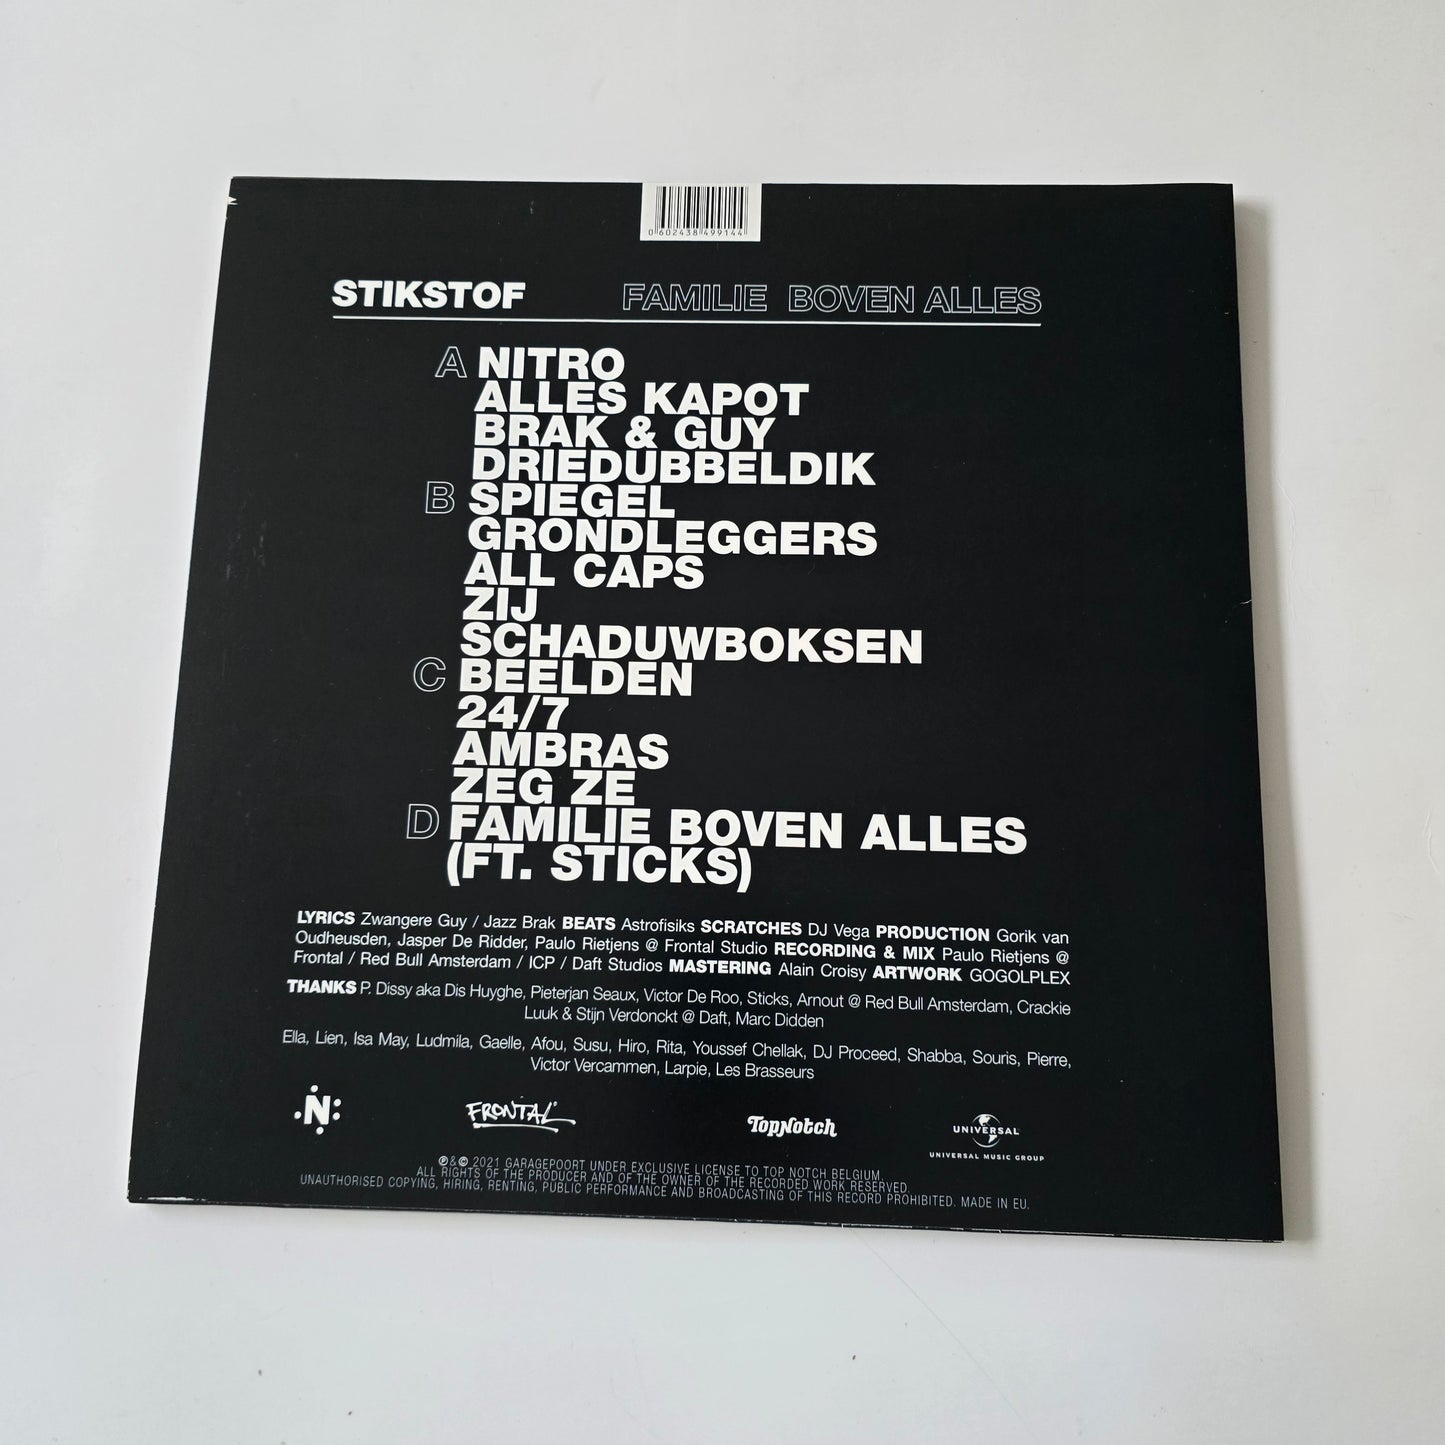 0 602438 499144
STIKSTOF FAMILIE BOVEN ALLES
A NITRO
ALLES KAPOT
BRAK & GUY
DRIEDUBBELDIK
B SPIEGEL
GRONDLEGGERS
ALL CAPS
ZIJ
SCHADUWBOKSEN
C BEELDEN
24/7
AMBRAS
ZEG ZE
D FAMILIE BOVEN ALLES
(FT. STICKS)
LYRICS Zwangere Guy / Jazz Brak BEATS Astrofisiks SCRATCHES DJ Vega PRODUCTION Gorik van
Oudheusden, Jasper De Ridder, Paulo Rietjens @ Frontal Studio RECORDING & MIX Paulo Rietjens @
Frontal / Red Bull Amsterdam / ICP / Daft Studios MASTERING Alain Croisy ARTWORK GOGOLPLEX
THANKS P. Dissy aka Dis Huyghe, Pieterjan Seaux, Victor De Roo, Sticks, Arnout @ Red Bull Amsterdam, Crackie
Luuk & Stijn Verdonckt @ Daft, Marc Didden
Ella, Lien, Isa May, Ludmila, Gaelle, Afou, Susu, Hiro, Rita, Youssef Chellak, DJ Proceed, Shabba, Souris, Pierre,
Victor Vercammen, Larpie, Les Brasseurs
.N: FRONTAL TopNotch UNIVERSAL
UNIVERSAL MUSIC GROUP
℗&© 2021 GARAGEPOORT UNDER EXCLUSIVE LICENSE TO TOP NOTCH BELGIUM.
ALL RIGHTS OF THE PRODUCER AND OF THE OWNER OF THE RECORDED WORK RESERVED.
UNAUTHORISED COPYING, HIRING, RENTING, PUBLIC PERFORMANCE AND BROADCASTING OF THIS RECORD PROHIBITED. MADE IN EU.